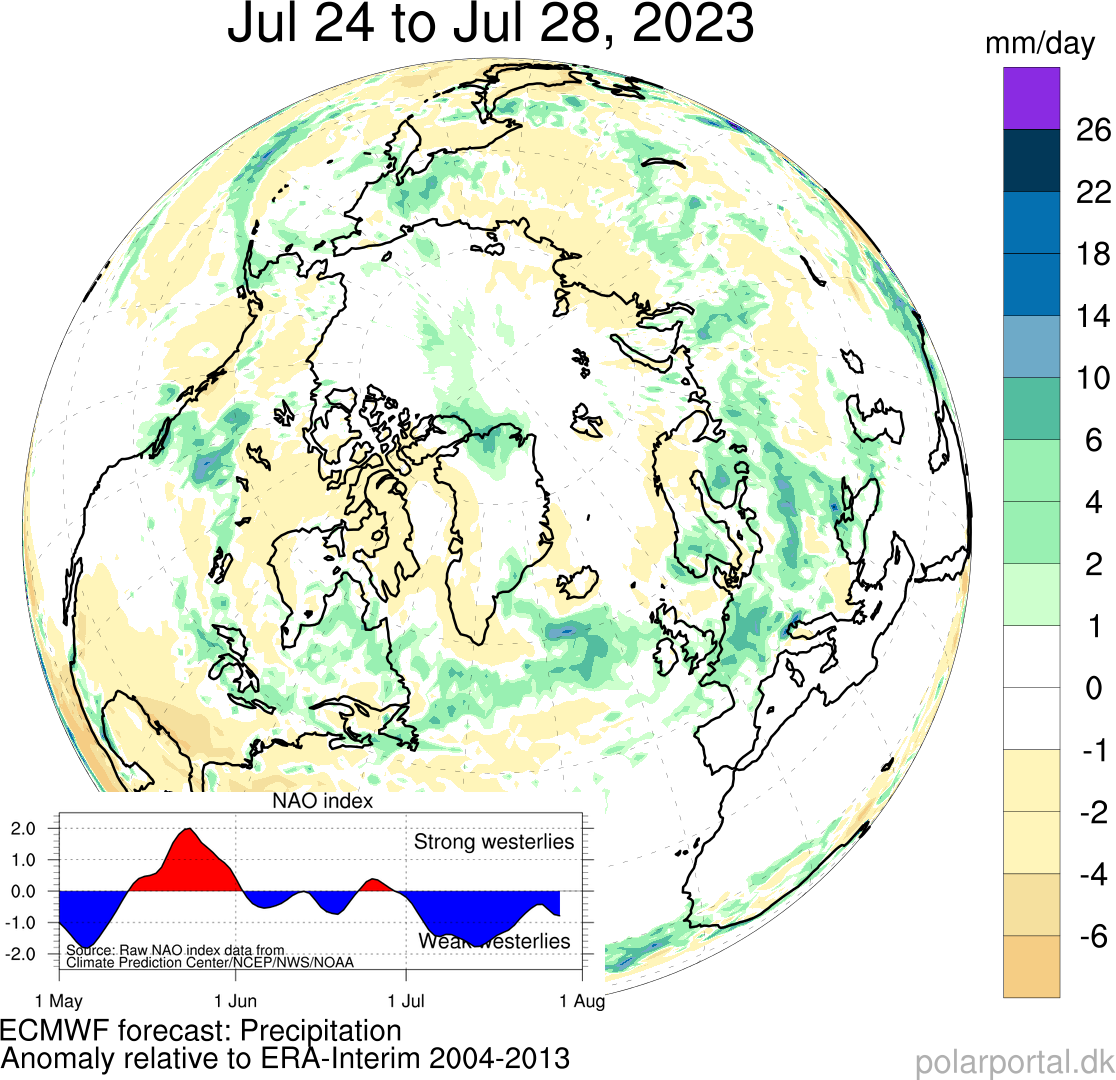 Jul 24 to Jul 28, 2023
mm/day
26
22
18
14
10
6
4
2
1
0
-1
-2
-4
-6
NAO index
2.0
1.0
0.0
-1.0
-2.0
Strong westerlies
Weak westerlies
Source: Raw NAO index data from
Climate Prediction Center/NCEP/NWS/NOAA
1 May 1 Jun 1 Jul 1 Aug
ECMWF forecast: Precipitation
Anomaly relative to ERA-Interim 2004-2013
polarportal.dk